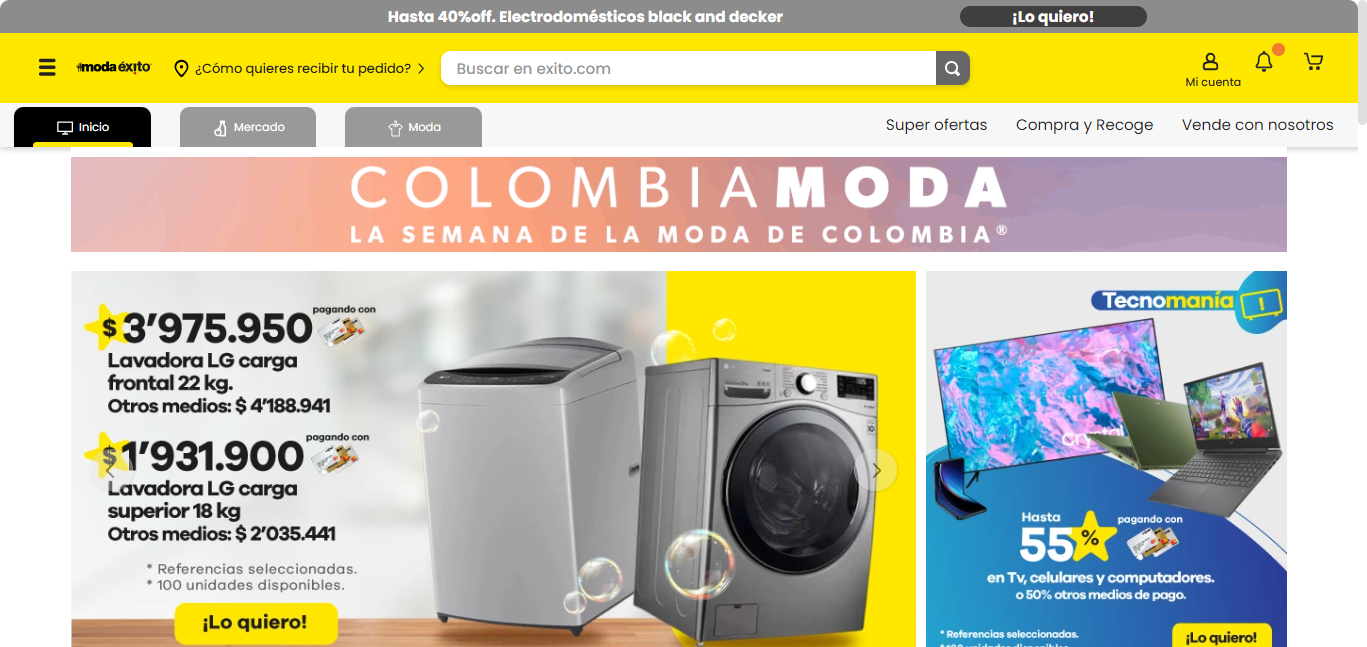 Hasta 40%off. Electrodomésticos black and decker
¡Lo quiero!
#moda éxito
¿Cómo quieres recibir tu pedido?
Buscar en exito.com
Mi cuenta
Inicio
Mercado
Moda
Super ofertas
Compra y Recoge
Vende con nosotros
COLOMBIAMODA
LA SEMANA DE LA MODA DE COLOMBIA®
$3'975.950
pagando con
Lavadora LG carga
frontal 22 kg.
Otros medios: $ 4'188.941
$1'931.900
pagando con
Lavadora LG carga
superior 18 kg
Otros medios: $ 2'035.441
* Referencias seleccionadas.
* 100 unidades disponibles.
¡Lo quiero!
Tecnomanía
Crystal
Hasta
55%
pagando con
en Tv, celulares y computadores.
o 50% otros medios de pago.
* Referencias seleccionadas.
¡Lo quiero!